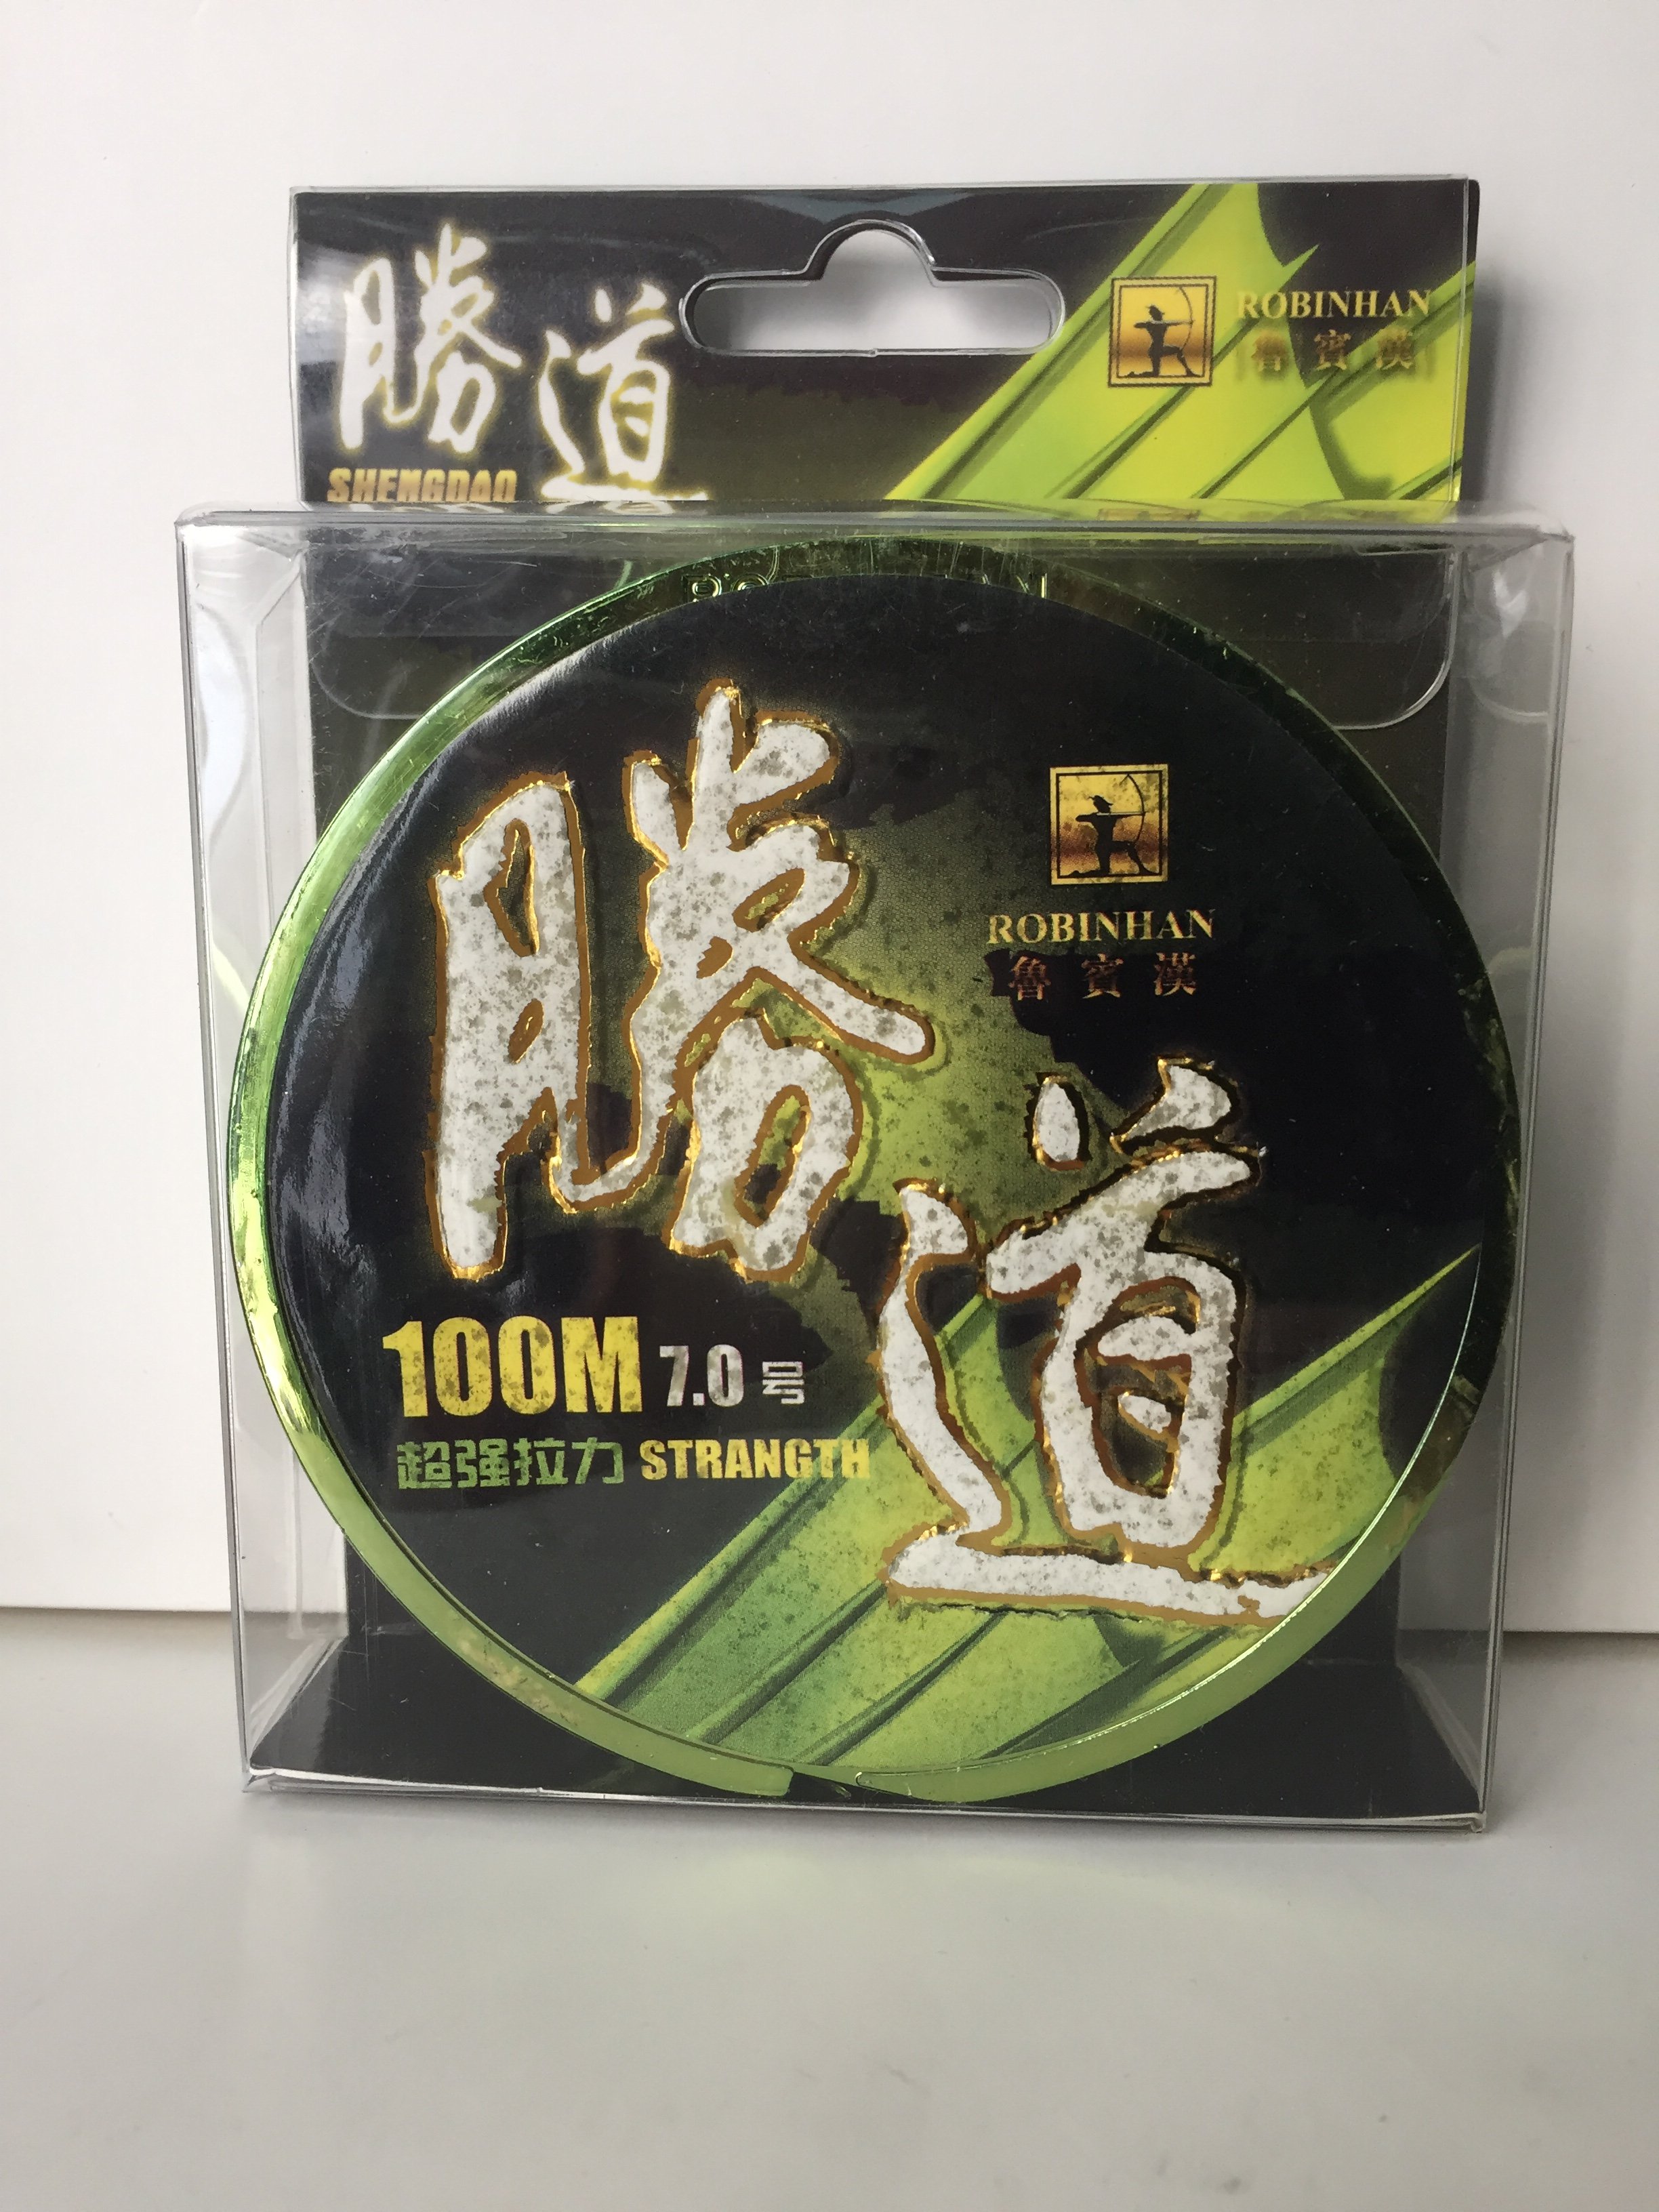 勝道
SHENGDAO
ROBINHAN
魯賓漢
勝道
ROBINHAN
魯賓漢
100M 7.0号
超强拉力 STRANGTH